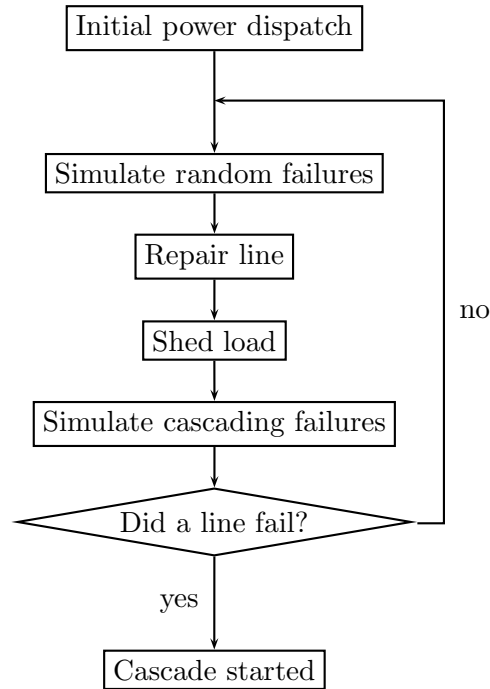 Initial power dispatch
Simulate random failures
Repair line
no
Shed load
Simulate cascading failures
Did a line fail?
yes
Cascade started